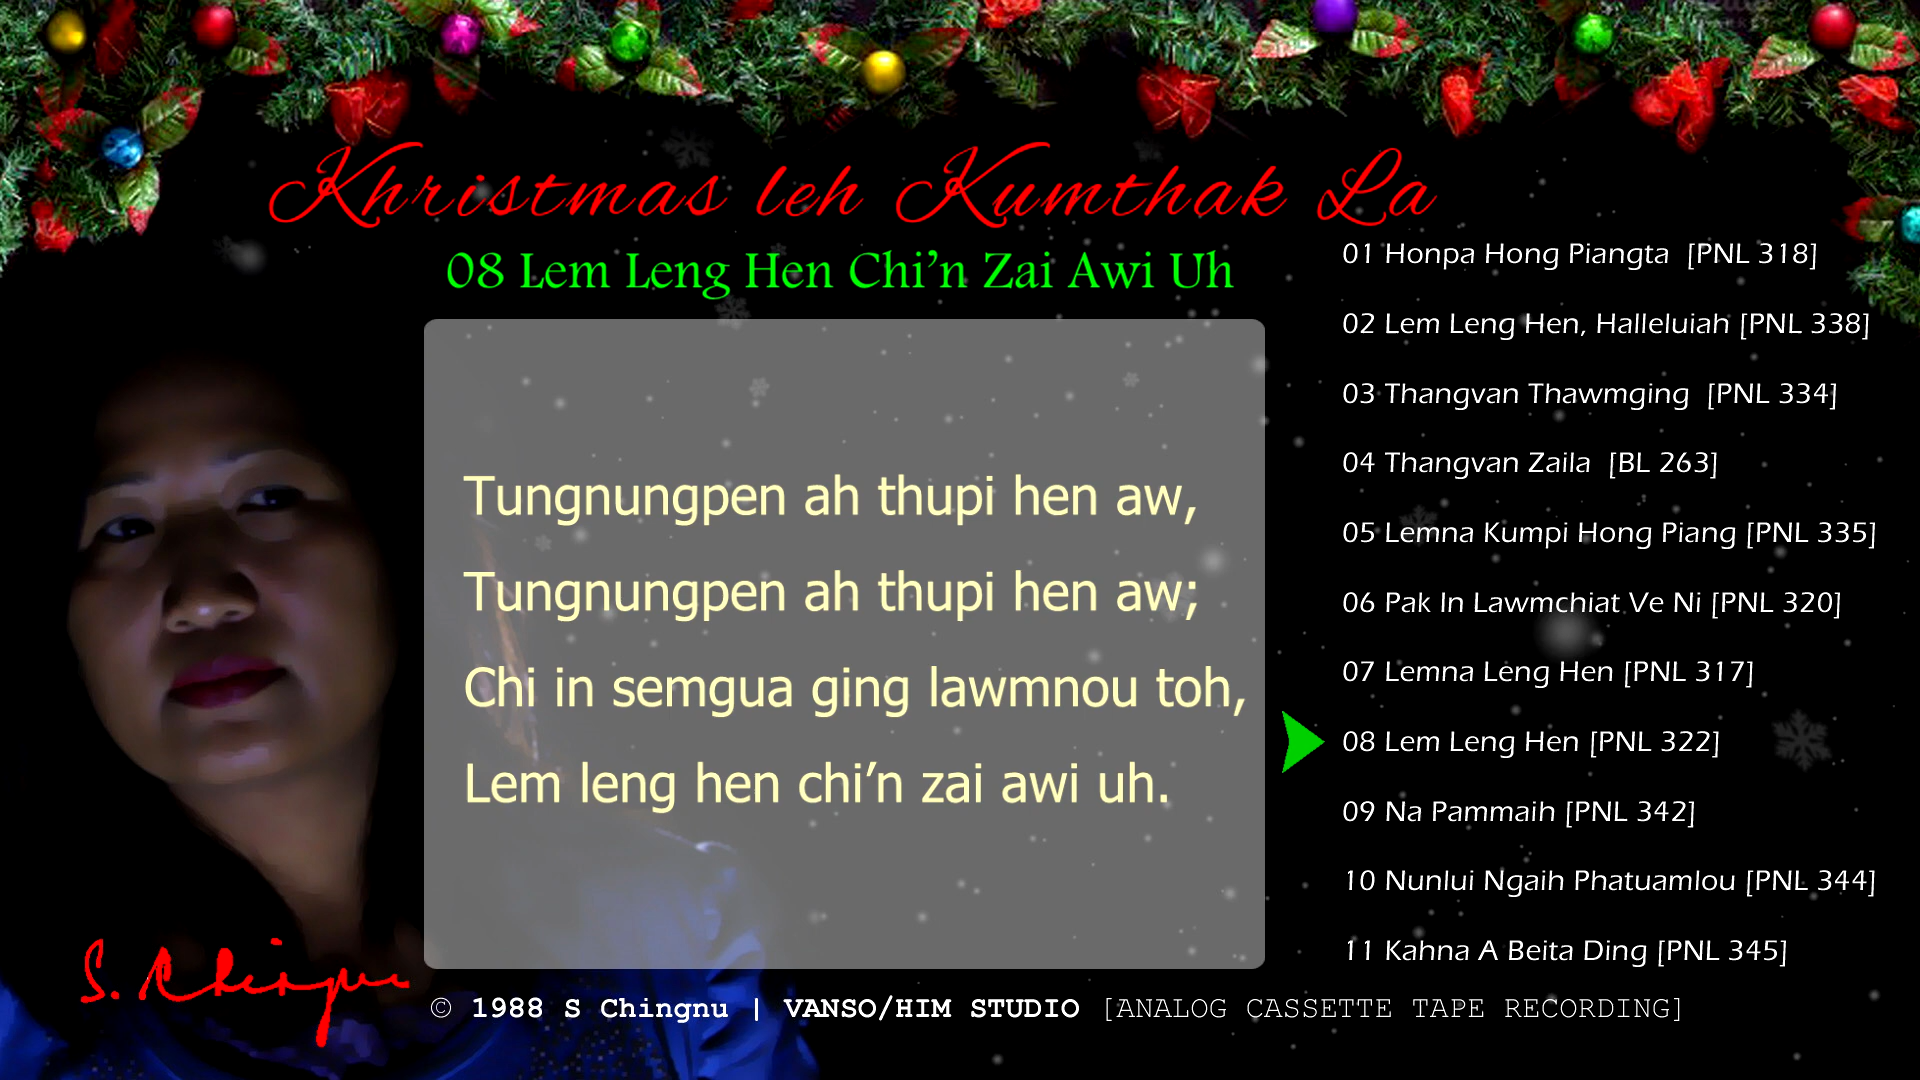 Khristmas leh Kumthak La
08 Lem Leng Hen Chi’n Zai Awi Uh
Tungnungpen ah thupi hen aw,
Tungnungpen ah thupi hen aw;
Chi in semgua ging lawmnou toh,
Lem leng hen chi’n zai awi uh.
01 Honpa Hong Piangta [PNL 318]
02 Lem Leng Hen, Halleluiah [PNL 338]
03 Thangvan Thawmging [PNL 334]
04 Thangvan Zaila [BL 263]
05 Lemna Kumpi Hong Piang [PNL 335]
06 Pak In Lawmchiat Ve Ni [PNL 320]
07 Lemna Leng Hen [PNL 317]
08 Lem Leng Hen [PNL 322]
09 Na Pammaih [PNL 342]
10 Nunlui Ngaih Phatuamlou [PNL 344]
11 Kahna A Beita Ding [PNL 345]
S. Chingnu
© 1988 S Chingnu | VANSO/HIM STUDIO [ANALOG CASSETTE TAPE RECORDING]